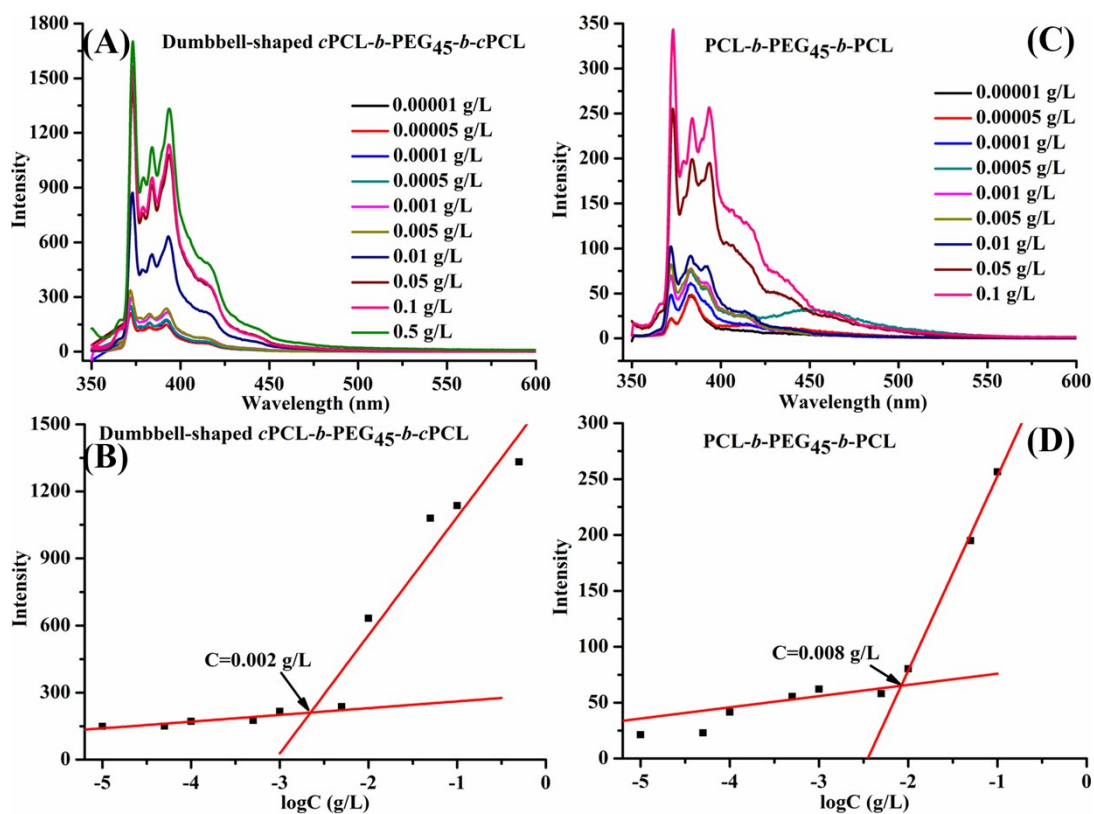 (A)
Dumbbell-shaped cPCL-b-PEG45-b-cPCL
1800
1500
1200
900
600
300
0
Intensity
0.00001 g/L
0.00005 g/L
0.0001 g/L
0.0005 g/L
0.001 g/L
0.005 g/L
0.01 g/L
0.05 g/L
0.1 g/L
0.5 g/L
350 400 450 500 550 600
Wavelength (nm)
(C)
PCL-b-PEG45-b-PCL
350
300
250
200
150
100
50
0
Intensity
0.00001 g/L
0.00005 g/L
0.0001 g/L
0.0005 g/L
0.001 g/L
0.005 g/L
0.01 g/L
0.05 g/L
0.1 g/L
350 400 450 500 550 600
Wavelength (nm)
(B)
Dumbbell-shaped cPCL-b-PEG45-b-cPCL
1500
1200
900
600
300
0
Intensity
C=0.002 g/L
-5 -4 -3 -2 -1 0
logC (g/L)
(D)
PCL-b-PEG45-b-PCL
300
250
200
150
100
50
0
Intensity
C=0.008 g/L
-5 -4 -3 -2 -1 0
logC (g/L)